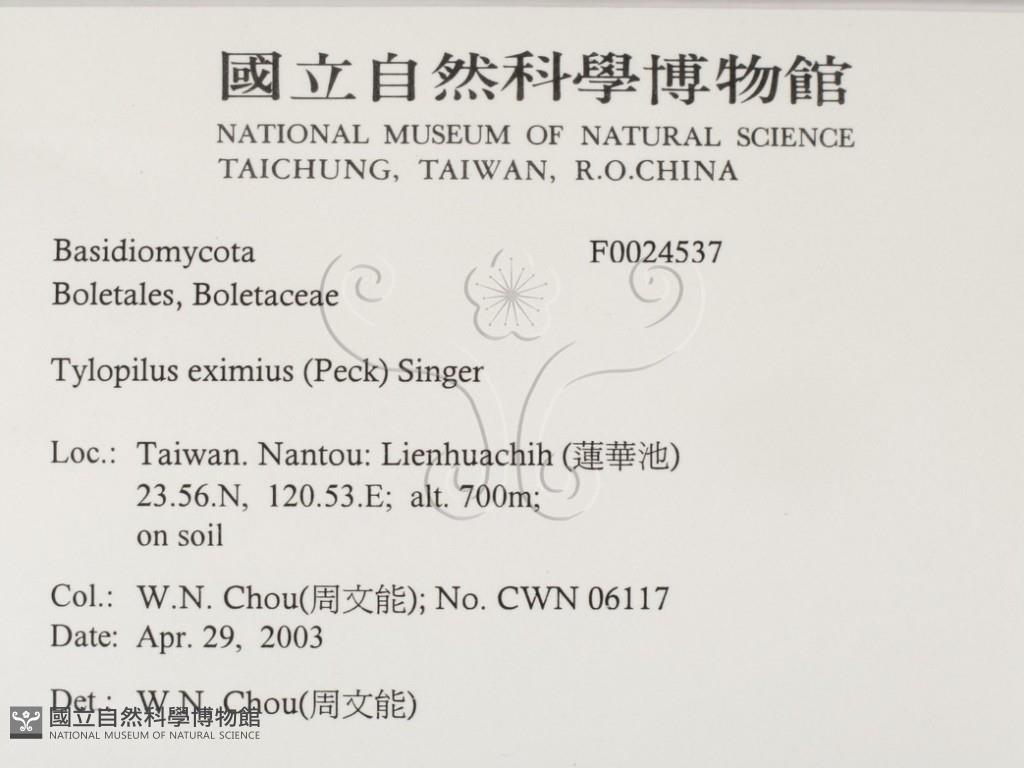 國立自然科學博物館
NATIONAL MUSEUM OF NATURAL SCIENCE
TAICHUNG, TAIWAN, R.O.CHINA
Basidiomycota F0024537
Boletales, Boletaceae
Tylopilus eximius (Peck) Singer
Loc.: Taiwan. Nantou: Lienhuachih (蓮華池)
23.56.N, 120.53.E; alt. 700m;
on soil
Col.: W.N. Chou(周文能); No. CWN 06117
Date: Apr. 29, 2003
Det.: W.N. Chou(周文能)
國立自然科學博物館
NATIONAL MUSEUM OF NATURAL SCIENCE